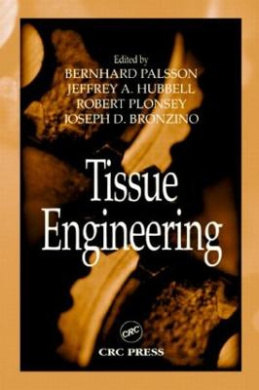 Edited by
BERNHARD PALSSON
JEFFREY A. HUBBELL
ROBERT PLONSEY
JOSEPH D. BRONZINO
Tissue
Engineering
CRC
CRC PRESS